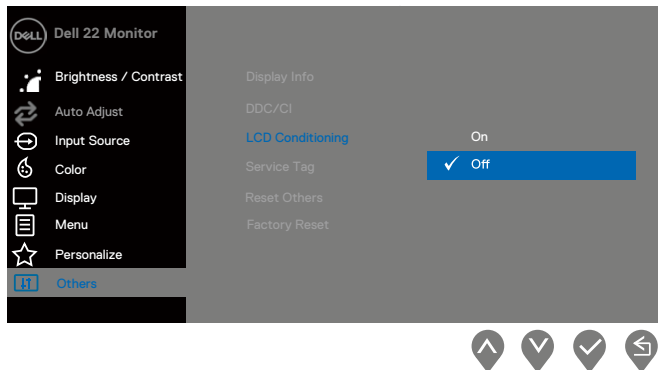 DELL Dell 22 Monitor
Brightness / Contrast
Auto Adjust
Input Source
Color
Display
Menu
Personalize
Others
Display Info
DDC/CI
LCD Conditioning
Service Tag
Reset Others
Factory Reset
On
Off